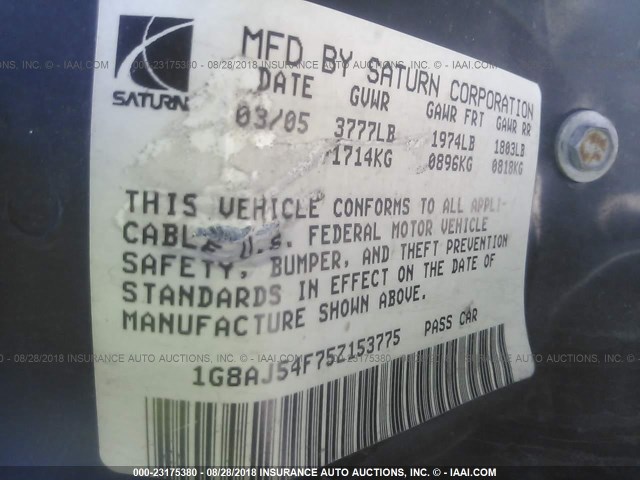 SATURN
MFD BY SATURN CORPORATION
DATE GVWR GAWR FRT GAWR RR
03/05 3777LB 1974LB 1803LB
1714KG 0896KG 0818KG
THIS VEHICLE CONFORMS TO ALL APPLI-
CABLE U.S. FEDERAL MOTOR VEHICLE
SAFETY, BUMPER, AND THEFT PREVENTION
STANDARDS IN EFFECT ON THE DATE OF
MANUFACTURE SHOWN ABOVE.
1G8AJ54F75Z153775 PASS CAR
000-23175380 - 08/28/2018 - INSURANCE AUTO AUCTIONS, INC. - © IAAI.COM